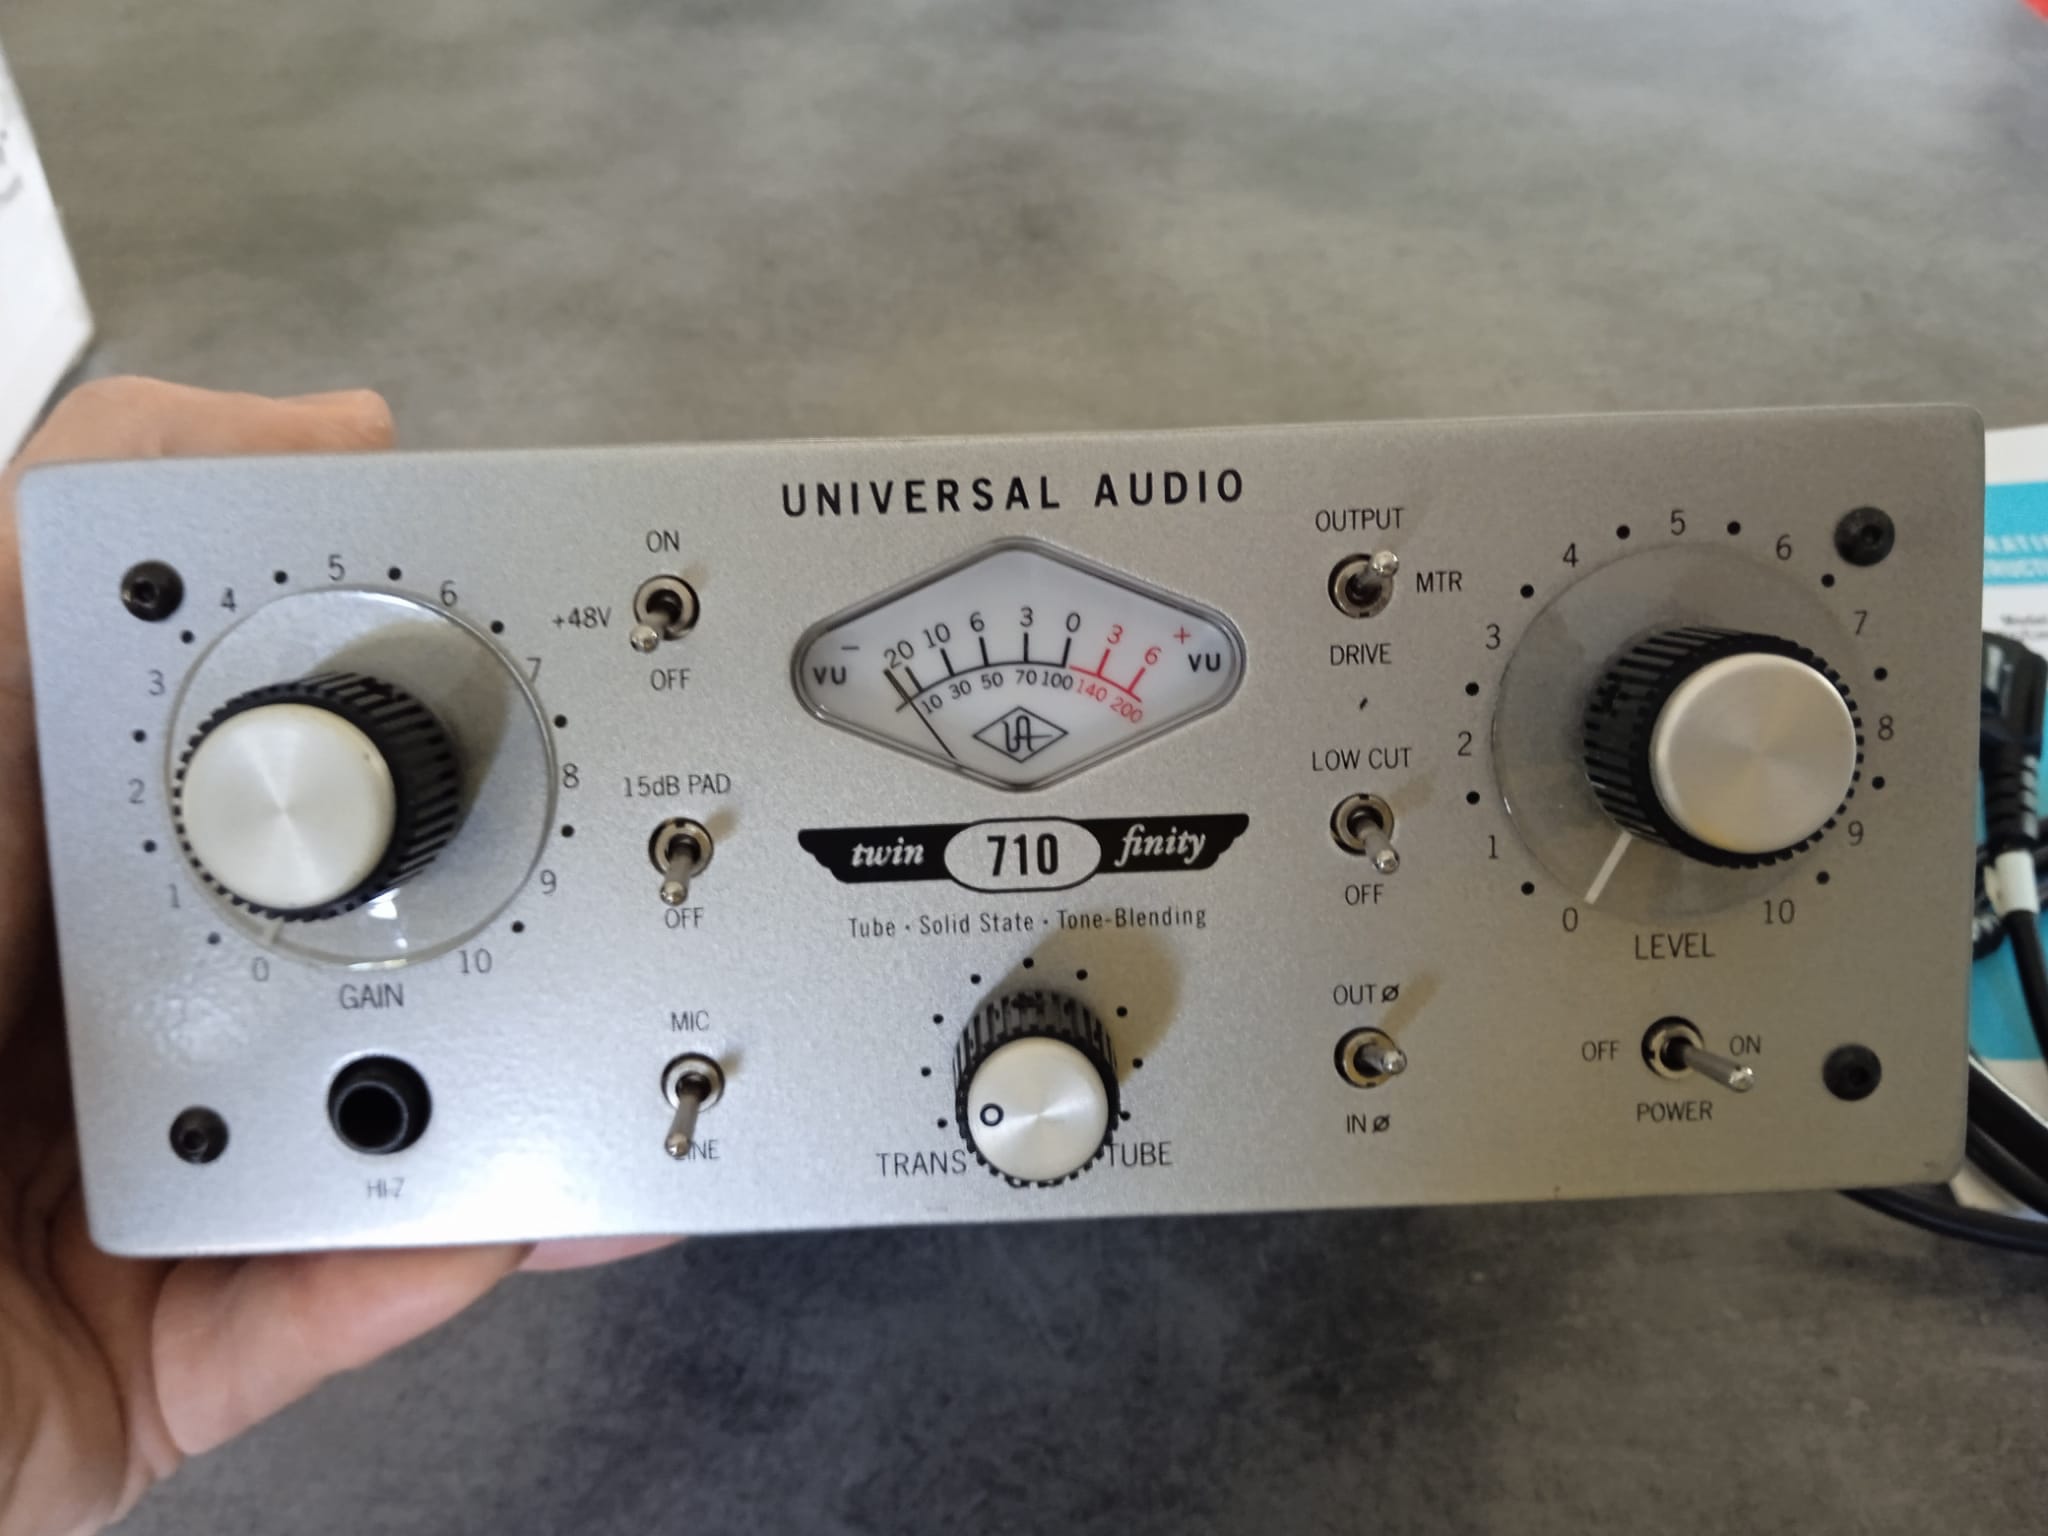 UNIVERSAL AUDIO
ON
+48V
OFF
15dB PAD
OFF
MIC
LINE
0
1
2
3
4
5
6
7
8
9
10
GAIN
HI-Z
− 20 10 6 3 0 3 6 +
VU VU
10 30 50 70 100 140 200
UA
twin 710 finity
Tube • Solid State • Tone-Blending
TRANS TUBE
OUTPUT
MTR
DRIVE
LOW CUT
OFF
OUT ø
IN ø
0
1
2
3
4
5
6
7
8
9
10
LEVEL
OFF ON
POWER